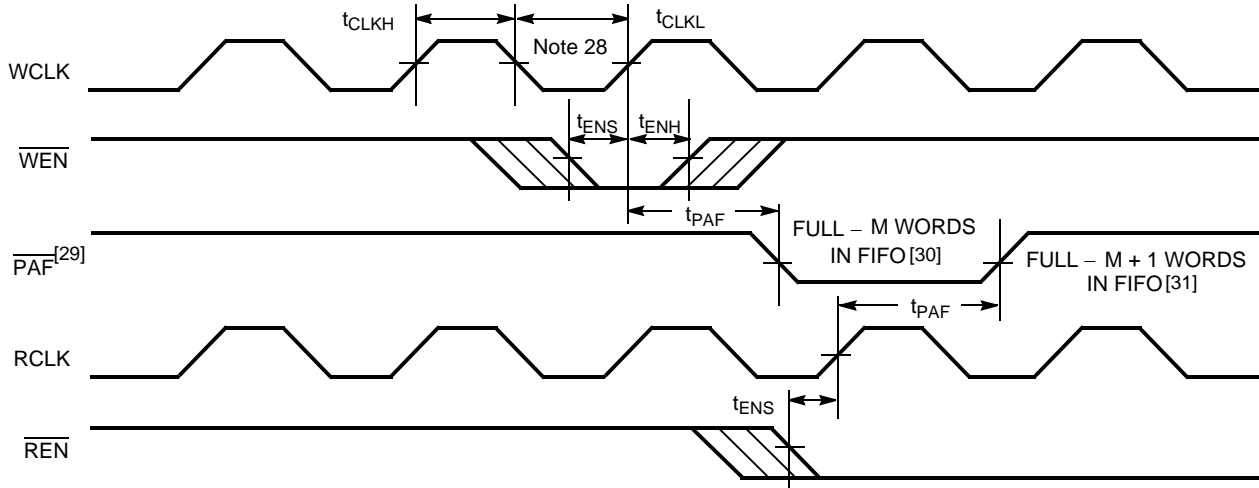 tCLKH
tCLKL
Note 28
WCLK
tENS
tENH
WEN
tPAF
FULL – M WORDS
IN FIFO[30]
PAF[29]
FULL – M + 1 WORDS
IN FIFO[31]
tPAF
RCLK
tENS
REN